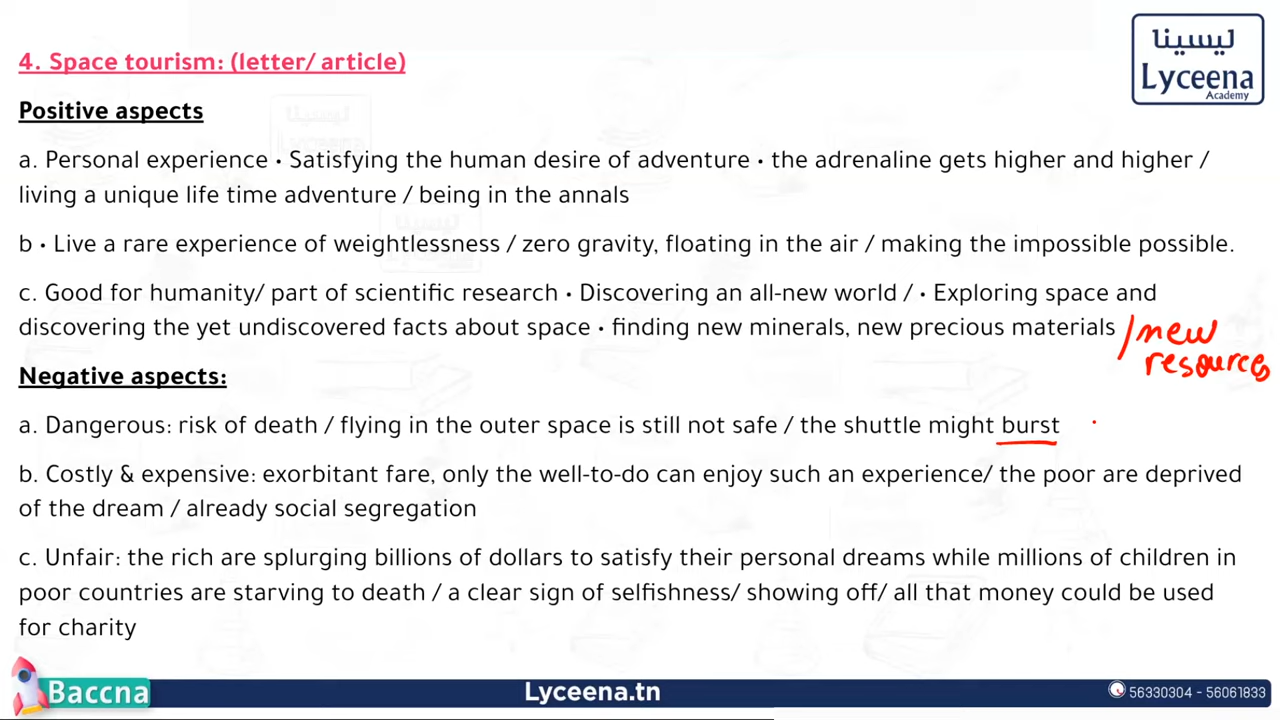 ليسينا
Lyceena
Academy
4. Space tourism: (letter/ article)
Positive aspects
a. Personal experience • Satisfying the human desire of adventure • the adrenaline gets higher and higher /
living a unique life time adventure / being in the annals
b • Live a rare experience of weightlessness / zero gravity, floating in the air / making the impossible possible.
c. Good for humanity/ part of scientific research • Discovering an all-new world / • Exploring space and
discovering the yet undiscovered facts about space • finding new minerals, new precious materials /new
resources
Negative aspects:
a. Dangerous: risk of death / flying in the outer space is still not safe / the shuttle might burst
b. Costly & expensive: exorbitant fare, only the well-to-do can enjoy such an experience/ the poor are deprived
of the dream / already social segregation
c. Unfair: the rich are splurging billions of dollars to satisfy their personal dreams while millions of children in
poor countries are starving to death / a clear sign of selfishness/ showing off/ all that money could be used
for charity
Baccna
Lyceena.tn
56330304 - 56061833